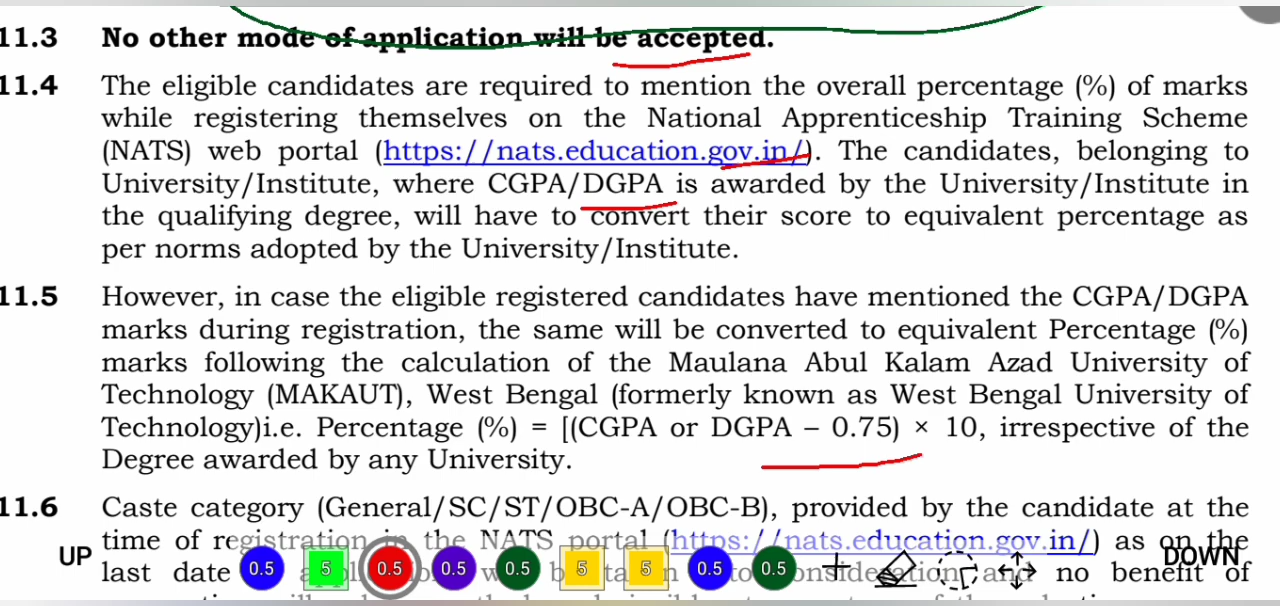 11.3 No other mode of application will be accepted.
11.4 The eligible candidates are required to mention the overall percentage (%) of marks
while registering themselves on the National Apprenticeship Training Scheme
(NATS) web portal (https://nats.education.gov.in/). The candidates, belonging to
University/Institute, where CGPA/DGPA is awarded by the University/Institute in
the qualifying degree, will have to convert their score to equivalent percentage as
per norms adopted by the University/Institute.
11.5 However, in case the eligible registered candidates have mentioned the CGPA/DGPA
marks during registration, the same will be converted to equivalent Percentage (%)
marks following the calculation of the Maulana Abul Kalam Azad University of
Technology (MAKAUT), West Bengal (formerly known as West Bengal University of
Technology)i.e. Percentage (%) = [(CGPA or DGPA – 0.75) × 10, irrespective of the
Degree awarded by any University.
11.6 Caste category (General/SC/ST/OBC-A/OBC-B), provided by the candidate at the
time of registration in the NATS portal (https://nats.education.gov.in/) as on the
UP DOWN
last date no benefit of
0.5 5 0.5 0.5 0.5 5 5 0.5 0.5